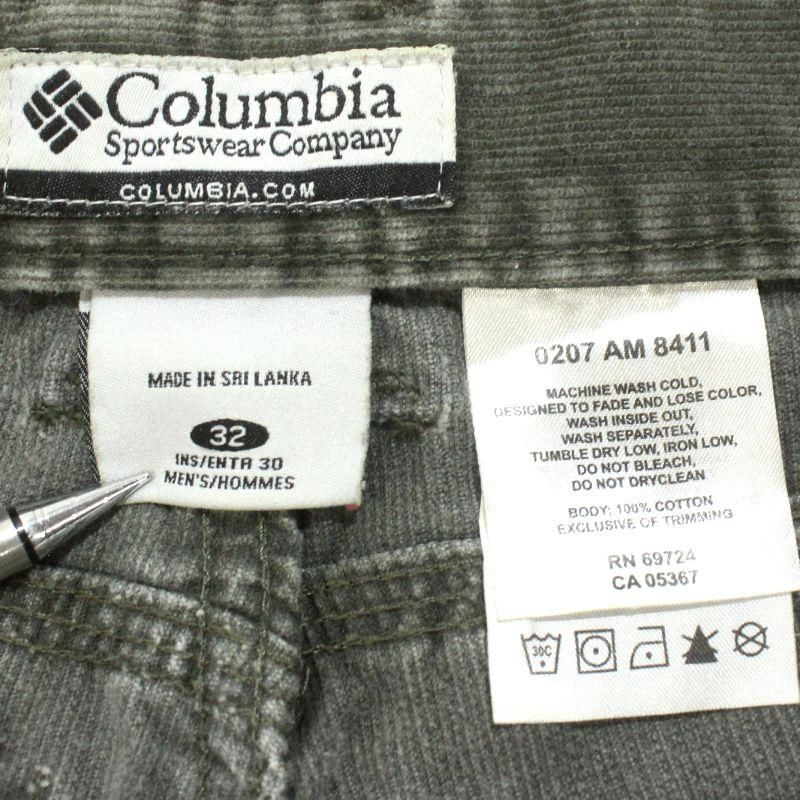 Columbia
Sportswear Company
COLUMBIA.COM
MADE IN SRI LANKA
32
INS/ENTR 30
MEN'S/HOMMES
0207 AM 8411
MACHINE WASH COLD,
DESIGNED TO FADE AND LOSE COLOR,
WASH INSIDE OUT,
WASH SEPARATELY,
TUMBLE DRY LOW, IRON LOW,
DO NOT BLEACH,
DO NOT DRYCLEAN
BODY: 100% COTTON
EXCLUSIVE OF TRIMMING
RN 69724
CA 05367
30C